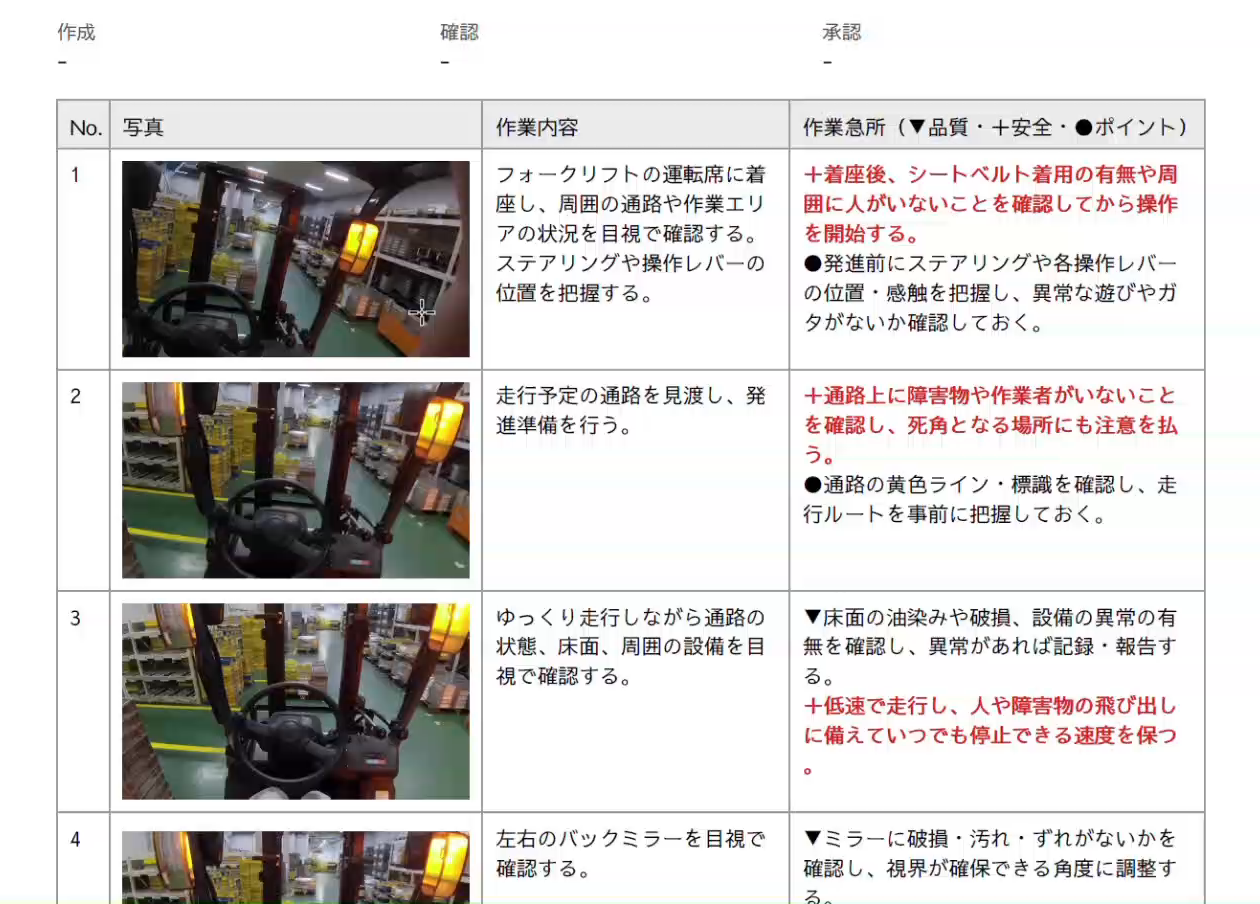 作成 確認 承認
- - -
No. 写真 作業内容 作業急所（▼品質・＋安全・●ポイント）
1
フォークリフトの運転席に着
座し、周囲の通路や作業エリ
アの状況を目視で確認する。
ステアリングや操作レバーの
位置を把握する。
＋着座後、シートベルト着用の有無や周
囲に人がいないことを確認してから操作
を開始する。
●発進前にステアリングや各操作レバー
の位置・感触を把握し、異常な遊びやガ
タがないか確認しておく。
2
走行予定の通路を見渡し、発
進準備を行う。
＋通路上に障害物や作業者がいないこと
を確認し、死角となる場所にも注意を払
う。
●通路の黄色ライン・標識を確認し、走
行ルートを事前に把握しておく。
3
ゆっくり走行しながら通路の
状態、床面、周囲の設備を目
視で確認する。
▼床面の油染みや破損、設備の異常の有
無を確認し、異常があれば記録・報告す
る。
＋低速で走行し、人や障害物の飛び出し
に備えていつでも停止できる速度を保つ
。
4
左右のバックミラーを目視で
確認する。
▼ミラーに破損・汚れ・ずれがないかを
確認し、視界が確保できる角度に調整す
る。